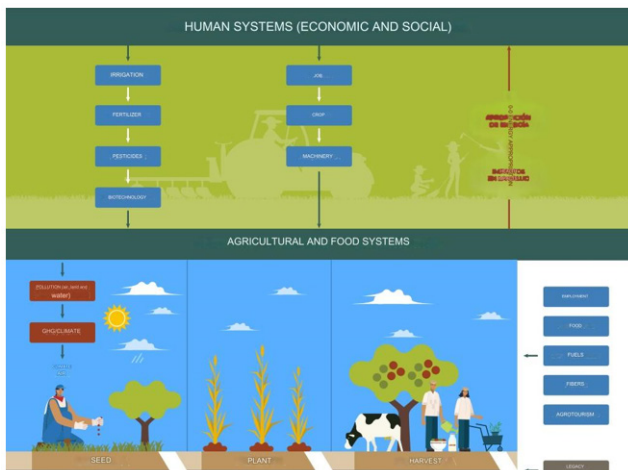 HUMAN SYSTEMS (ECONOMIC AND SOCIAL)
IRRIGATION
FERTILIZER
PESTICIDES
BIOTECHNOLOGY
JOB
CROP
MACHINERY
AGRICULTURAL AND FOOD SYSTEMS
water)
GHG/CLIMATE
EMPLOYMENT
FOOD
FUELS
FIBERS
AGROTOURISM
SEED
PLANT
HARVEST
LEGACY